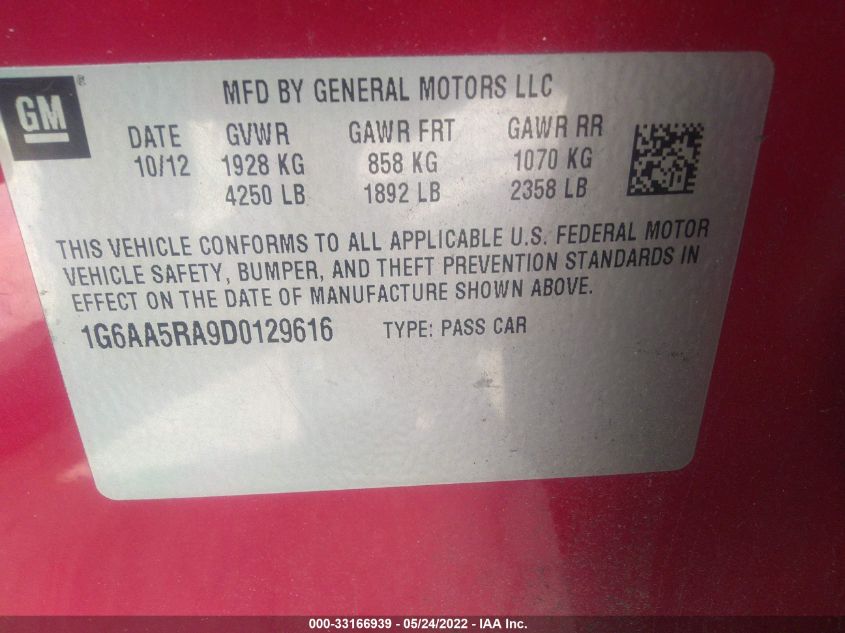 MFD BY GENERAL MOTORS LLC
GM ®
DATE GVWR GAWR FRT GAWR RR
10/12 1928 KG 858 KG 1070 KG
4250 LB 1892 LB 2358 LB
THIS VEHICLE CONFORMS TO ALL APPLICABLE U.S. FEDERAL MOTOR
VEHICLE SAFETY, BUMPER, AND THEFT PREVENTION STANDARDS IN
EFFECT ON THE DATE OF MANUFACTURE SHOWN ABOVE.
1G6AA5RA9D0129616 TYPE: PASS CAR
000-33166939 - 05/24/2022 - IAA Inc.